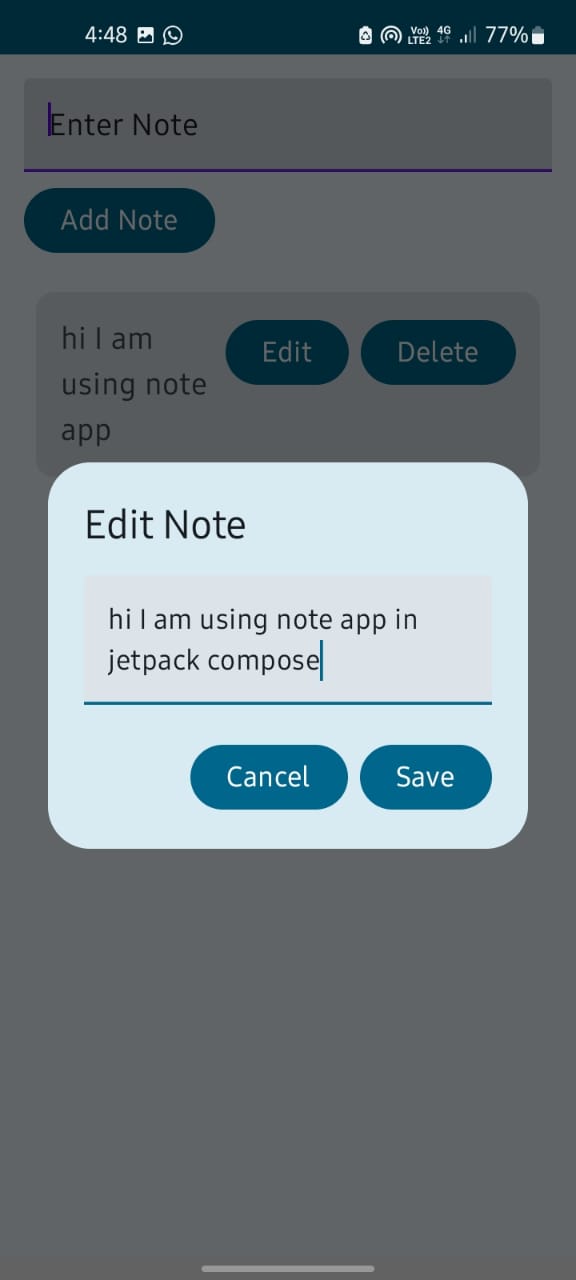 4:48 Vo)) LTE2 4G 77%
Enter Note
Add Note
hi I am
using note
app
Edit Delete
Edit Note
hi I am using note app in
jetpack compose
Cancel Save